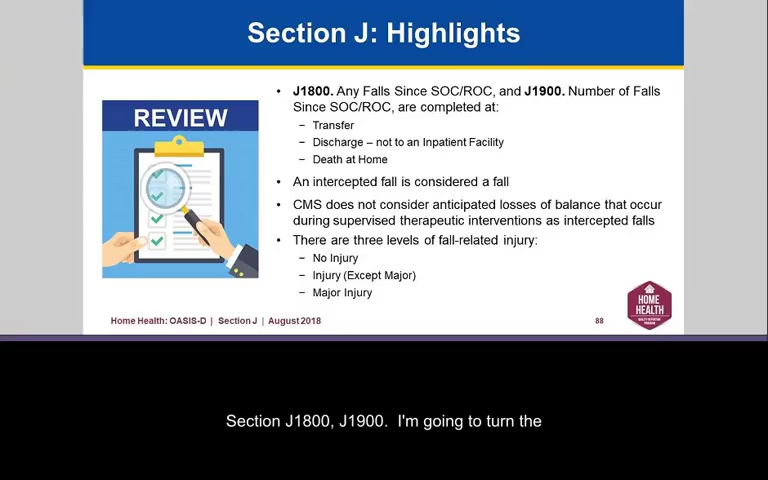 Section J: Highlights
REVIEW
• J1800. Any Falls Since SOC/ROC, and J1900. Number of Falls
Since SOC/ROC, are completed at:
– Transfer
– Discharge – not to an Inpatient Facility
– Death at Home
• An intercepted fall is considered a fall
• CMS does not consider anticipated losses of balance that occur
during supervised therapeutic interventions as intercepted falls
• There are three levels of fall-related injury:
– No Injury
– Injury (Except Major)
– Major Injury
Home Health: OASIS-D | Section J | August 2018
88
HOME
HEALTH
Section J1800, J1900.  I'm going to turn the